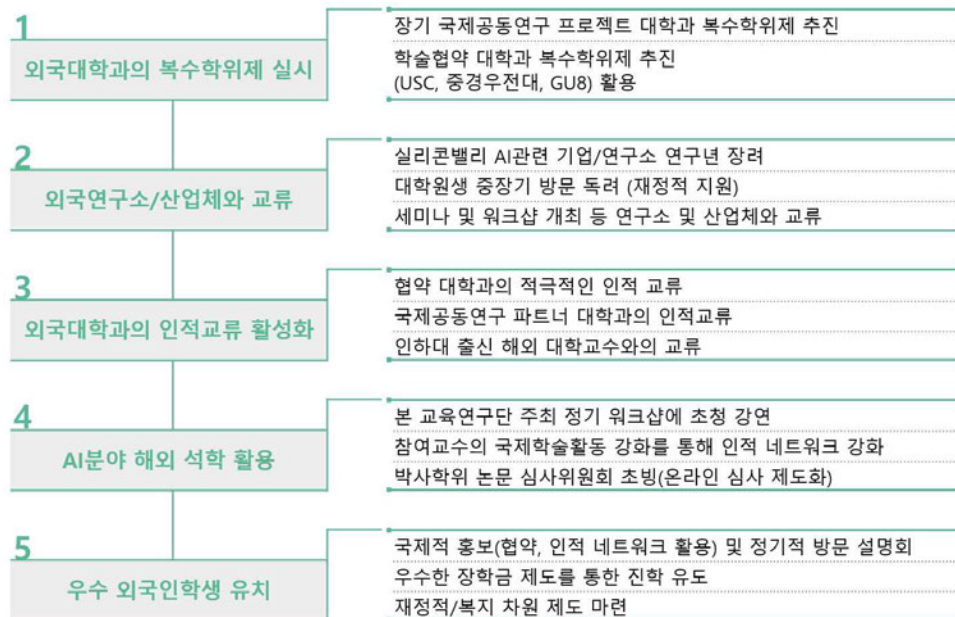 1
외국대학과의 복수학위제 실시
장기 국제공동연구 프로젝트 대학과 복수학위제 추진
학술협약 대학과 복수학위제 추진
(USC, 중경우전대, GU8) 활용
2
외국연구소/산업체와 교류
실리콘밸리 AI관련 기업/연구소 연구년 장려
대학원생 중장기 방문 독려 (재정적 지원)
세미나 및 워크샵 개최 등 연구소 및 산업체와 교류
3
외국대학과의 인적교류 활성화
협약 대학과의 적극적인 인적 교류
국제공동연구 파트너 대학과의 인적교류
인하대 출신 해외 대학교수와의 교류
4
AI분야 해외 석학 활용
본 교육연구단 주최 정기 워크샵에 초청 강연
참여교수의 국제학술활동 강화를 통해 인적 네트워크 강화
박사학위 논문 심사위원회 초빙(온라인 심사 제도화)
5
우수 외국인학생 유치
국제적 홍보(협약, 인적 네트워크 활용) 및 정기적 방문 설명회
우수한 장학금 제도를 통한 진학 유도
재정적/복지 차원 제도 마련